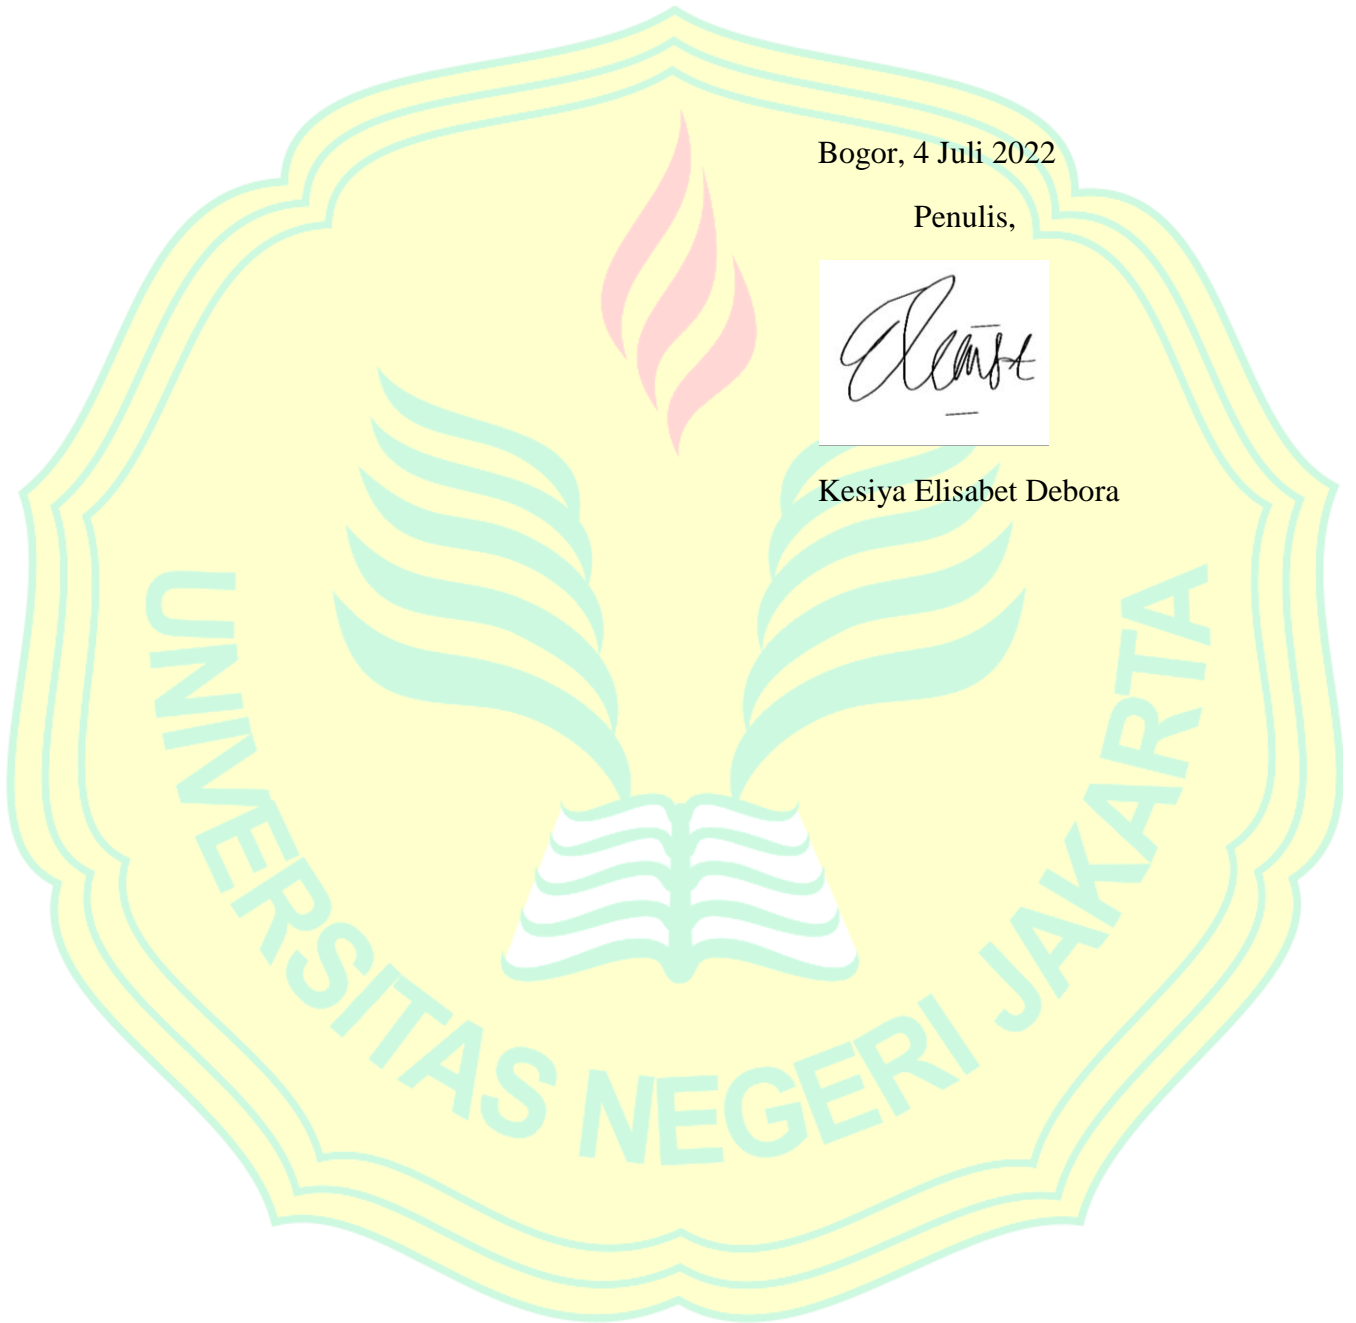 Bogor, 4 Juli 2022
Penulis,
Kesiya Elisabet Debora
UNIVERSITAS NEGERI JAKARTA